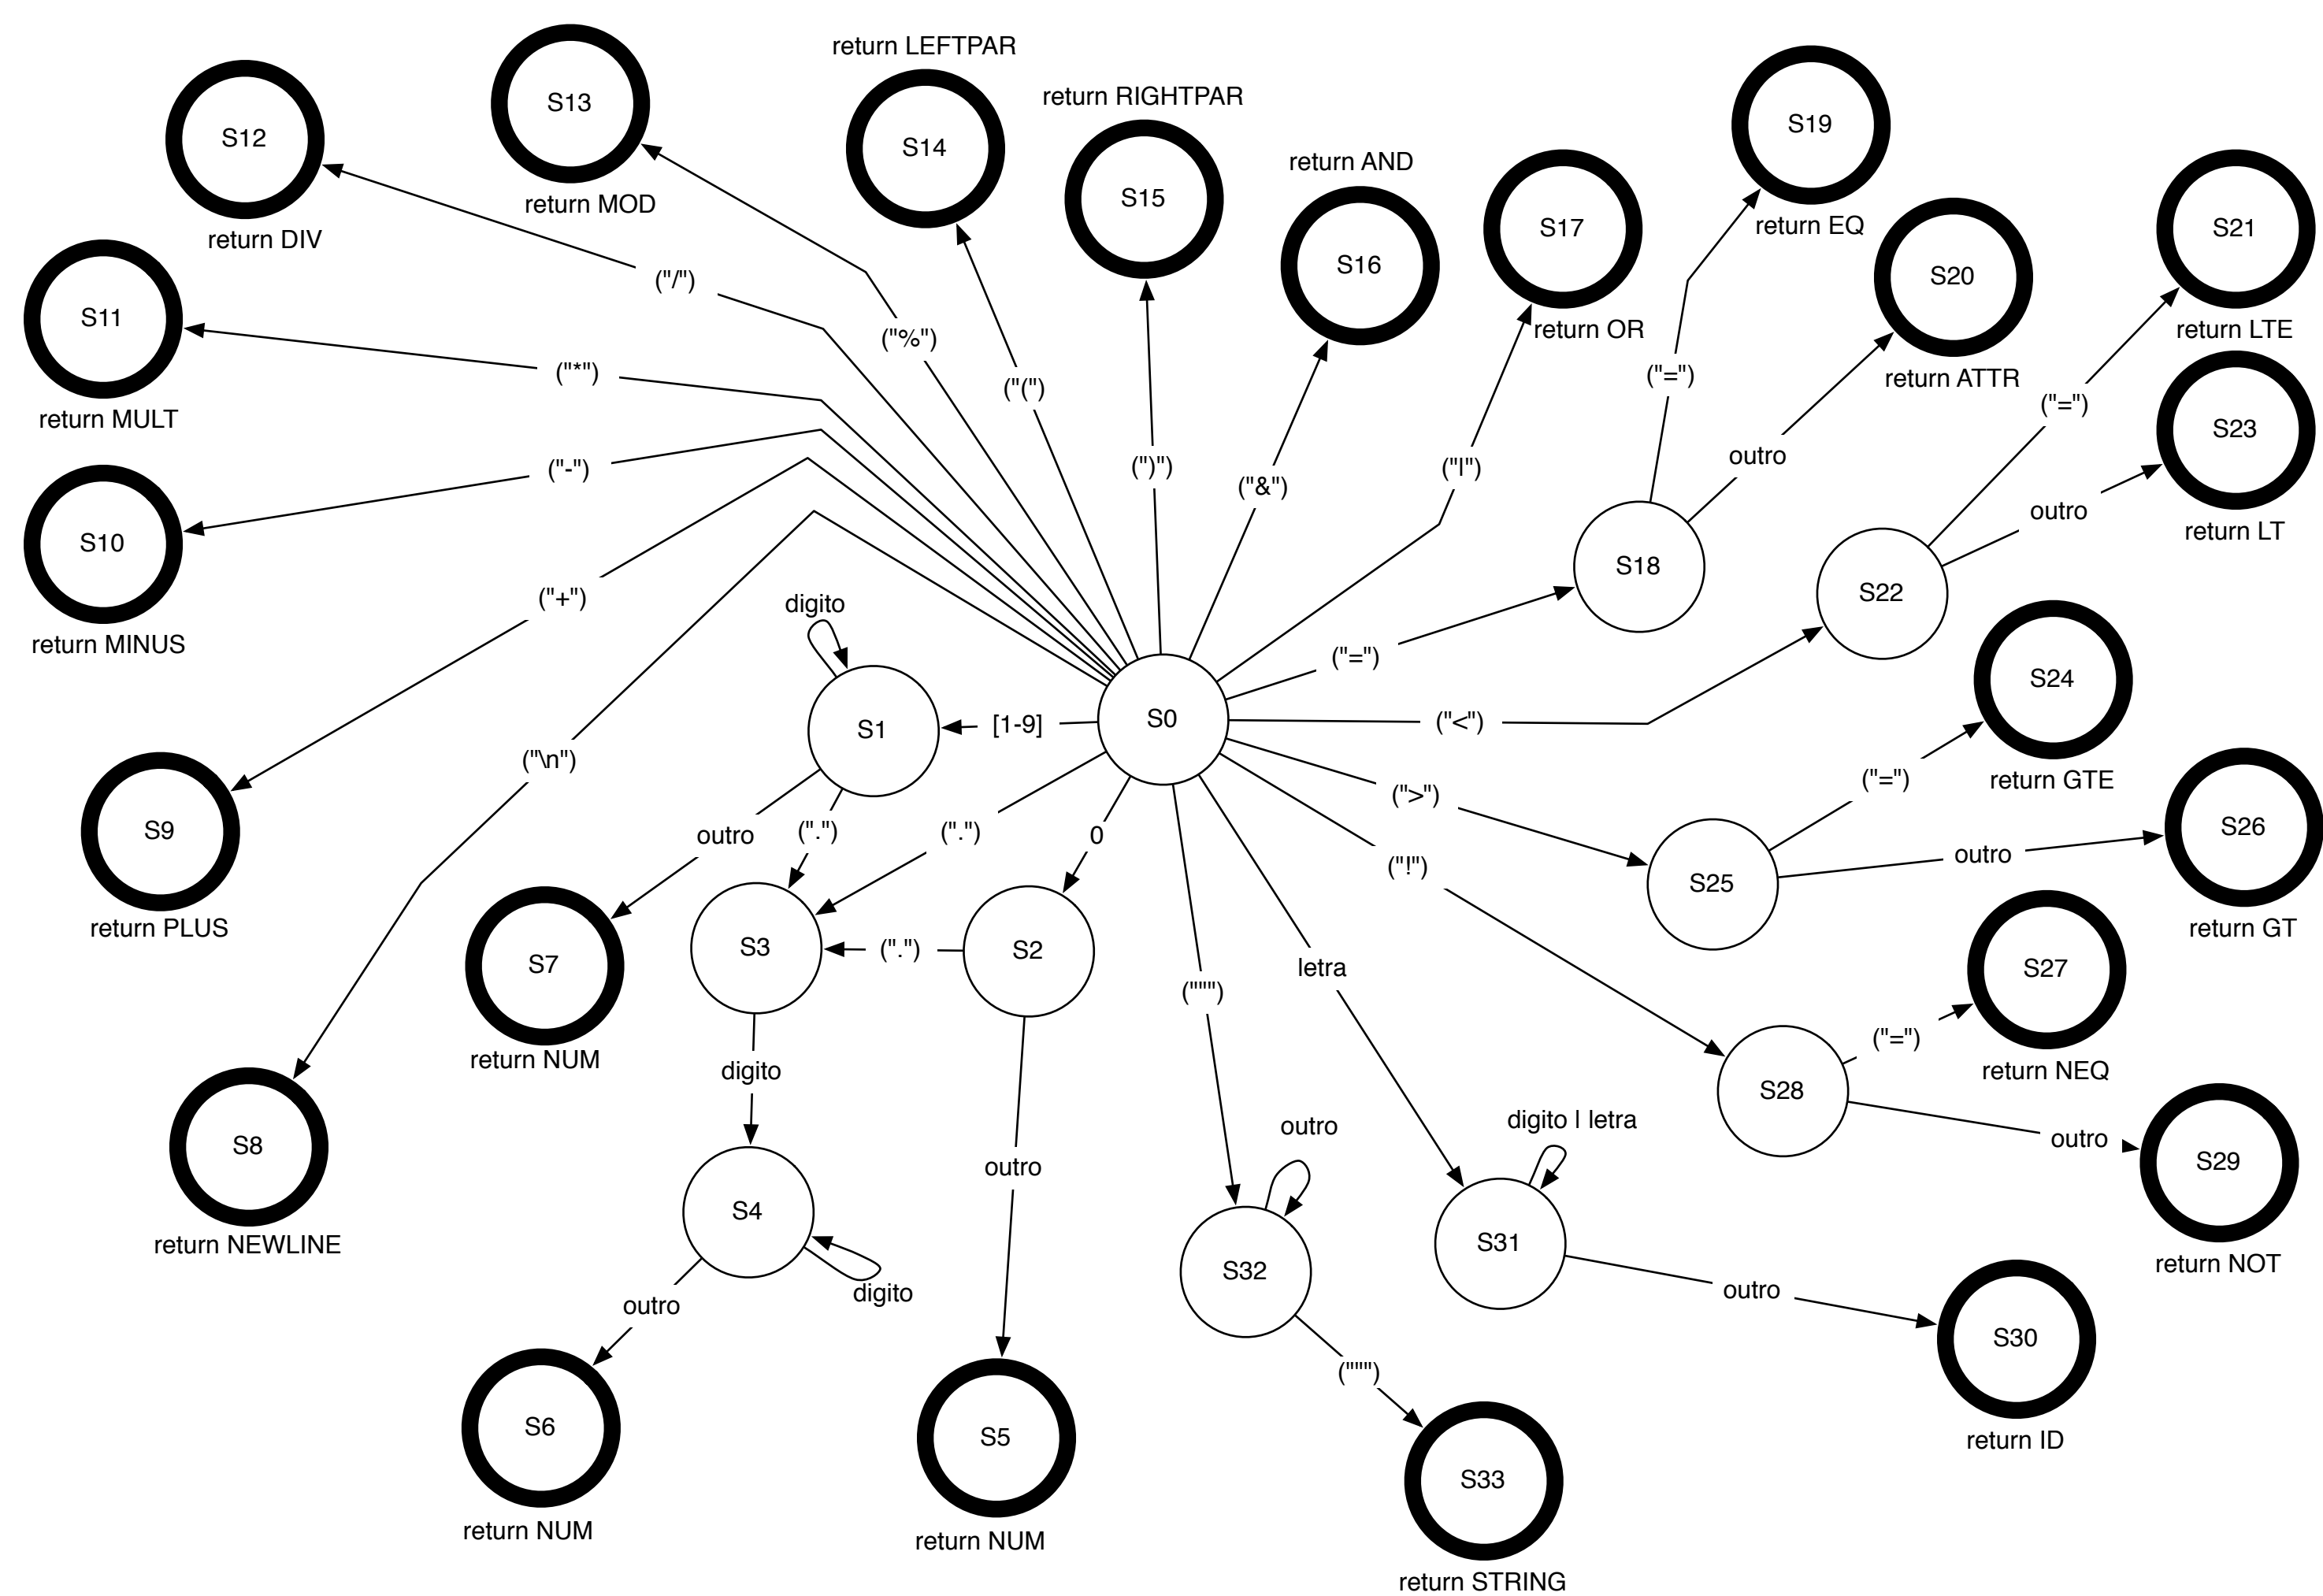 return LEFTPAR
S13
return RIGHTPAR
S19
S12
S14
return AND
return MOD
S15
S17
return EQ
S21
return DIV
S16
S20
S11
("/")
("%")
return OR
return LTE
("*")
("(")
("=")
return ATTR
("=")
return MULT
S23
("-")
(")")
("&")
("|")
outro
outro
return LT
S10
S18
S22
("+")
digito
return MINUS
("=")
S24
S1
[1-9]
S0
("<")
("\n")
(">")
("=")
return GTE
S9
outro
(".")
(".")
0
("!")
outro
S26
S25
return PLUS
return GT
S7
S3
(".")
S2
letra
S27
(""")
("=")
return NUM
digito
return NEQ
S28
S8
outro
digito | letra
outro
outro
S29
S4
return NEWLINE
S32
S31
return NOT
digito
outro
outro
S30
(""")
S6
S5
return ID
S33
return NUM
return NUM
return STRING